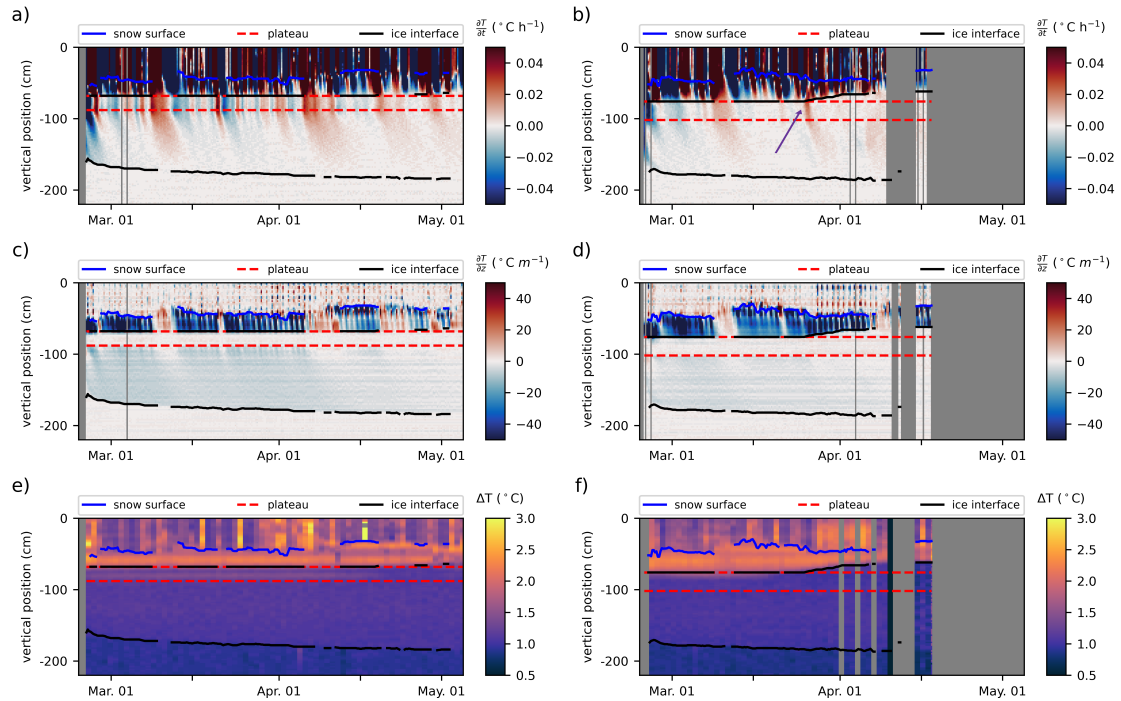 a)
snow surface
plateau
ice interface
∂T/∂t (°C h⁻¹)
vertical position (cm)
0
-100
-200
Mar. 01
Apr. 01
May. 01
0.04
0.02
0.00
−0.02
−0.04
b)
snow surface
plateau
ice interface
∂T/∂t (°C h⁻¹)
vertical position (cm)
0
-100
-200
Mar. 01
Apr. 01
May. 01
0.04
0.02
0.00
−0.02
−0.04
c)
snow surface
plateau
ice interface
∂T/∂z (°C m⁻¹)
vertical position (cm)
0
-100
-200
Mar. 01
Apr. 01
May. 01
40
20
0
−20
−40
d)
snow surface
plateau
ice interface
∂T/∂z (°C m⁻¹)
vertical position (cm)
0
-100
-200
Mar. 01
Apr. 01
May. 01
40
20
0
−20
−40
e)
snow surface
plateau
ice interface
ΔT (°C)
vertical position (cm)
0
-100
-200
Mar. 01
Apr. 01
May. 01
3.0
2.5
2.0
1.5
1.0
0.5
f)
snow surface
plateau
ice interface
ΔT (°C)
vertical position (cm)
0
-100
-200
Mar. 01
Apr. 01
May. 01
3.0
2.5
2.0
1.5
1.0
0.5